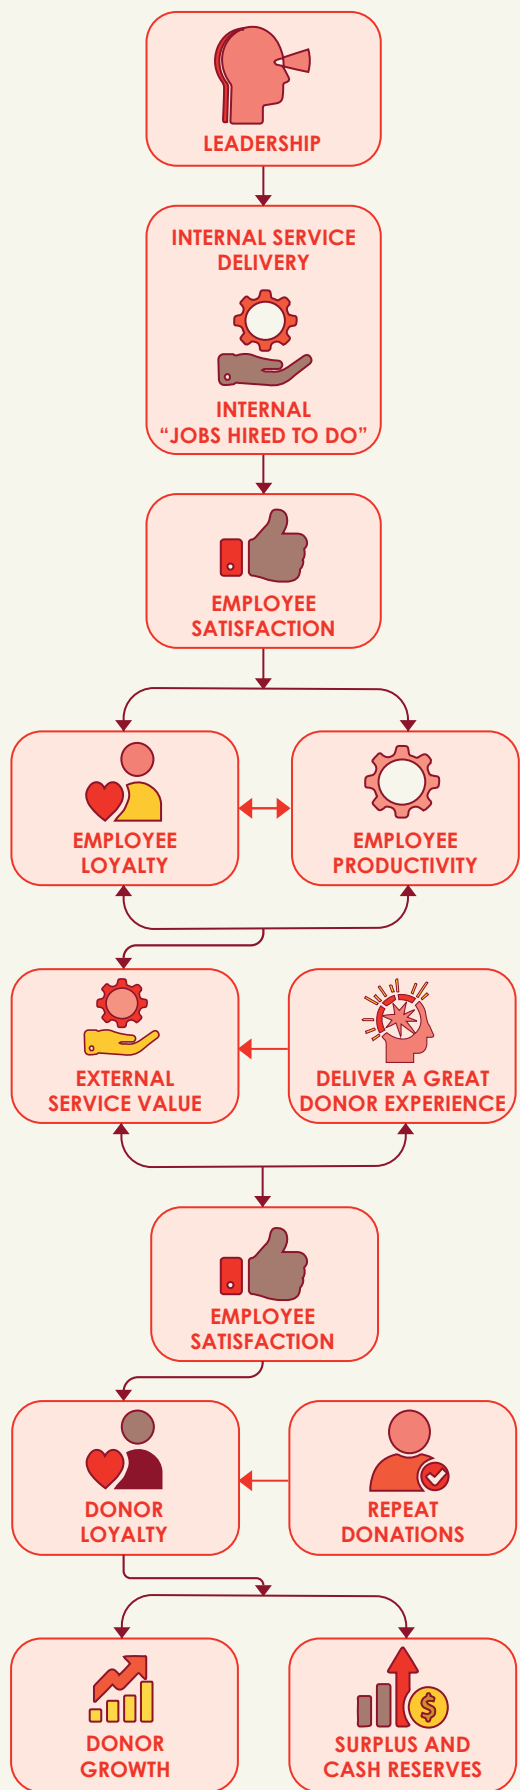 LEADERSHIP
INTERNAL SERVICE
DELIVERY
INTERNAL
“JOBS HIRED TO DO”
EMPLOYEE
SATISFACTION
EMPLOYEE
LOYALTY
EMPLOYEE
PRODUCTIVITY
EXTERNAL
SERVICE VALUE
DELIVER A GREAT
DONOR EXPERIENCE
EMPLOYEE
SATISFACTION
DONOR
LOYALTY
REPEAT
DONATIONS
DONOR
GROWTH
$
SURPLUS AND
CASH RESERVES